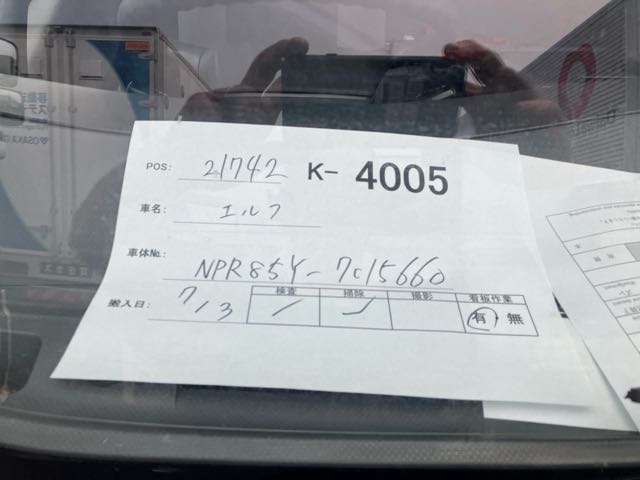 POS: 21742 K- 4005
車名: エルフ
車体No. NPR85Y-7015660
搬入日: 7/3
検査 掃除 撮影 看板作業
有・無